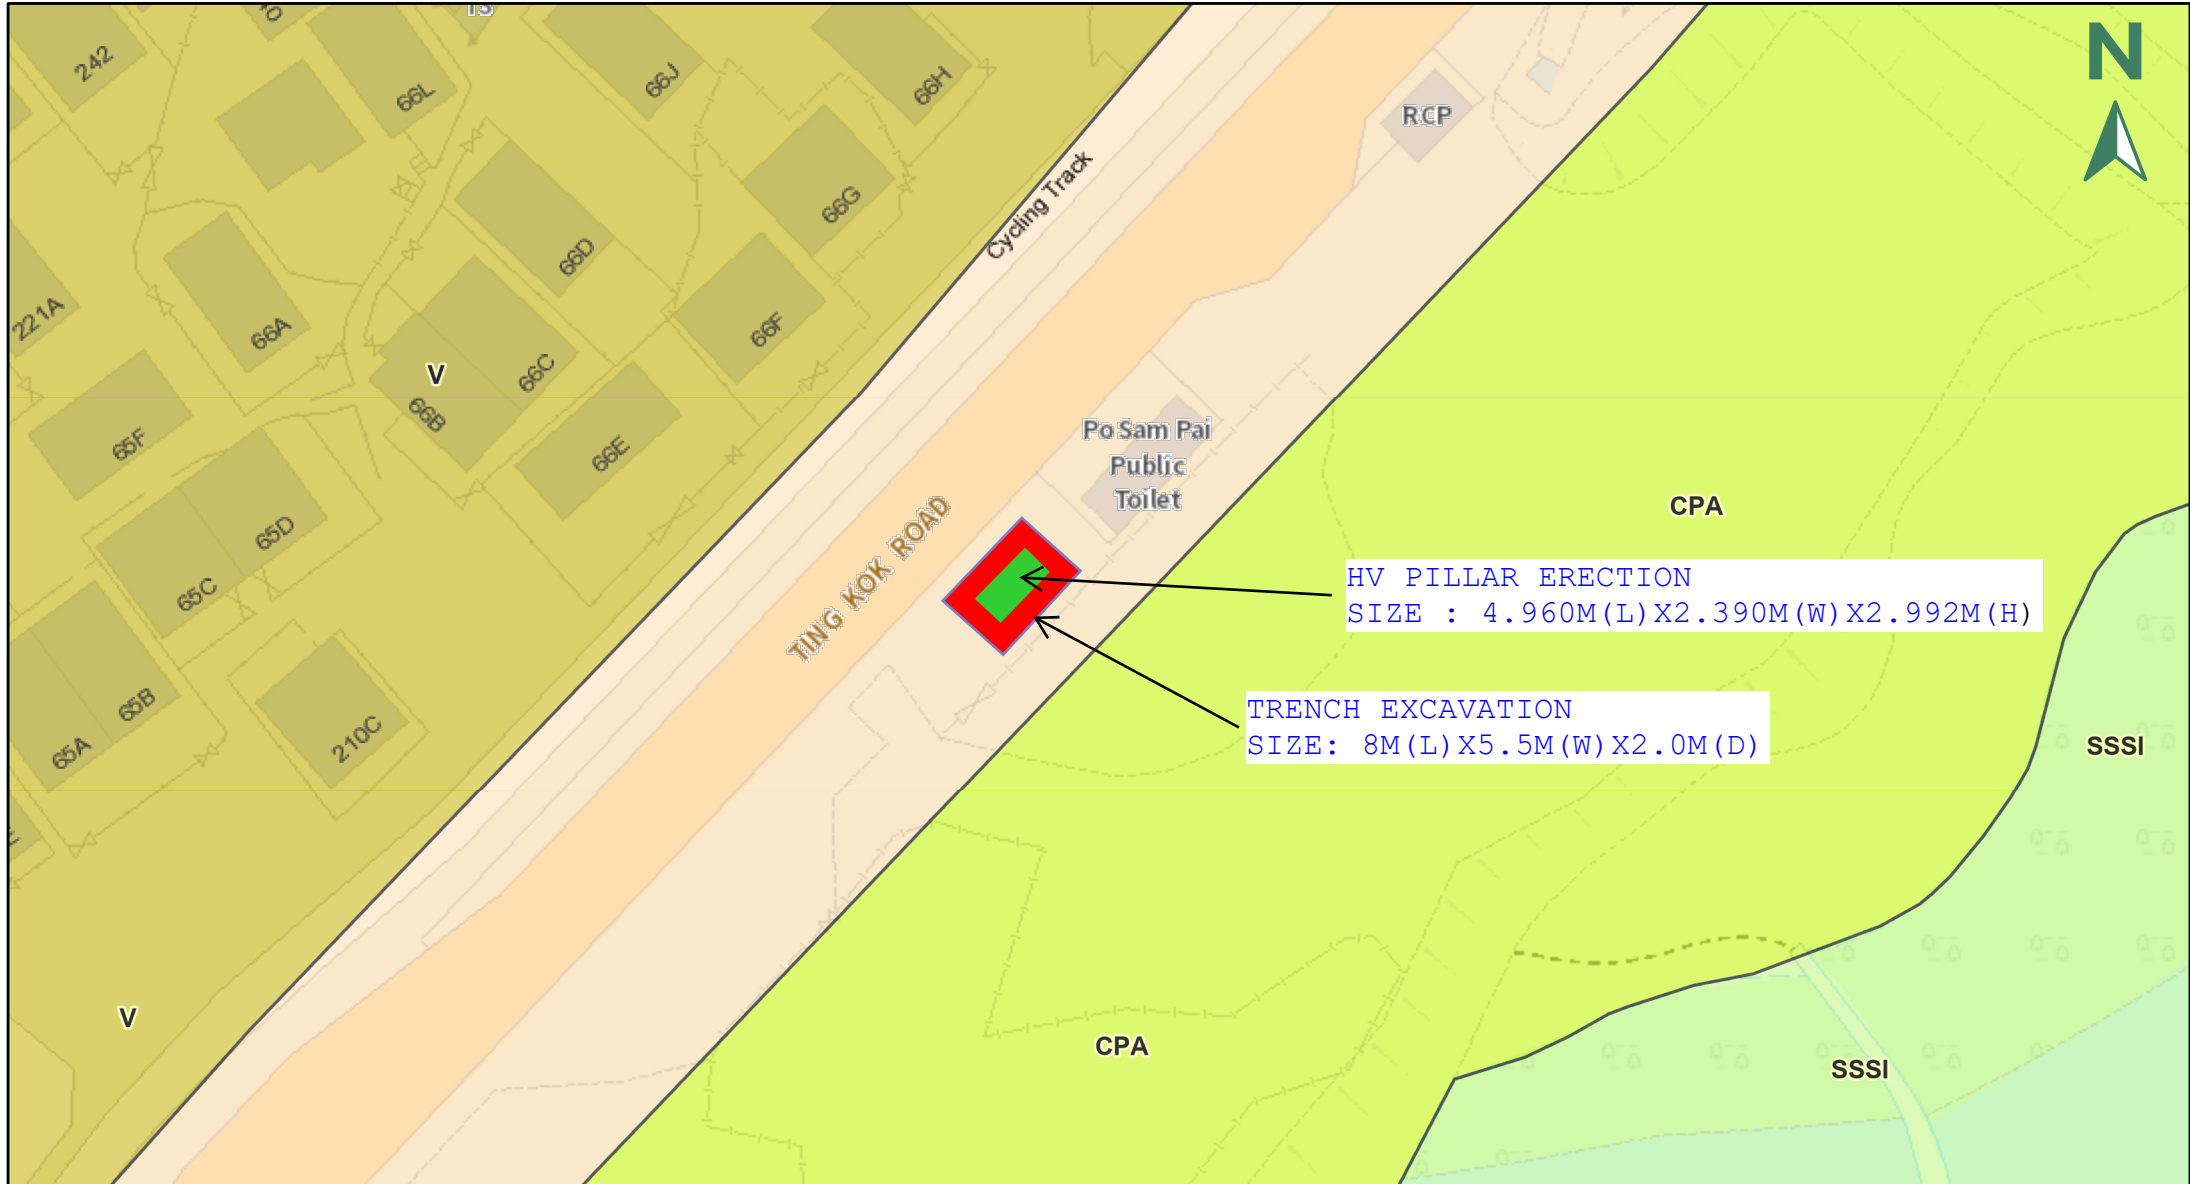 242
66L
66J
66H
N
RCP
66G
Cycling Track
66D
221A
66A
66F
66C
V
66B
65F
66E
Po Sam Pai
Public
Toilet
CPA
65D
TING KOK ROAD
65C
HV PILLAR ERECTION
SIZE : 4.960M(L)X2.390M(W)X2.992M(H)
65B
TRENCH EXCAVATION
SIZE: 8M(L)X5.5M(W)X2.0M(D)
65A
210C
SSSI
V
CPA
SSSI